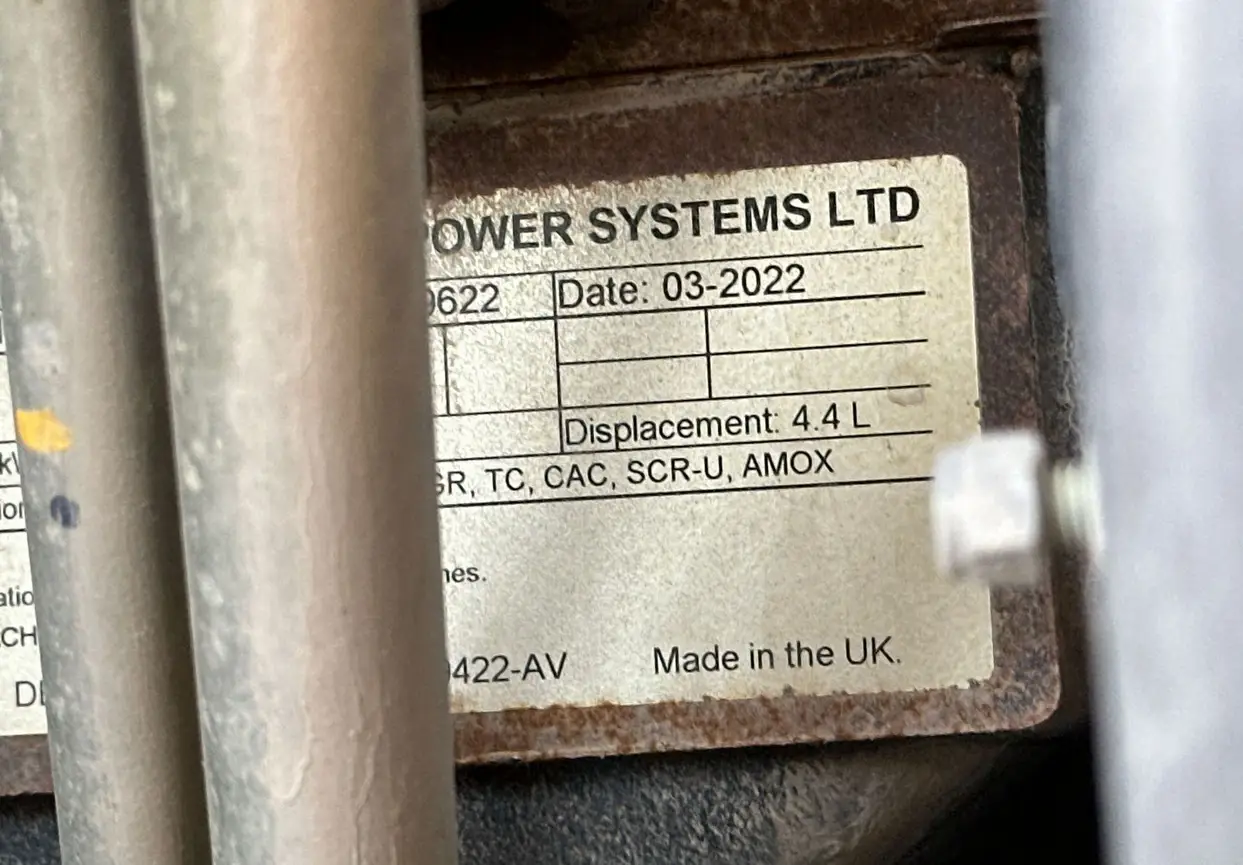 POWER SYSTEMS LTD
622 Date: 03-2022
Displacement: 4.4 L
GR, TC, CAC, SCR-U, AMOX
nes.
422-AV Made in the UK.